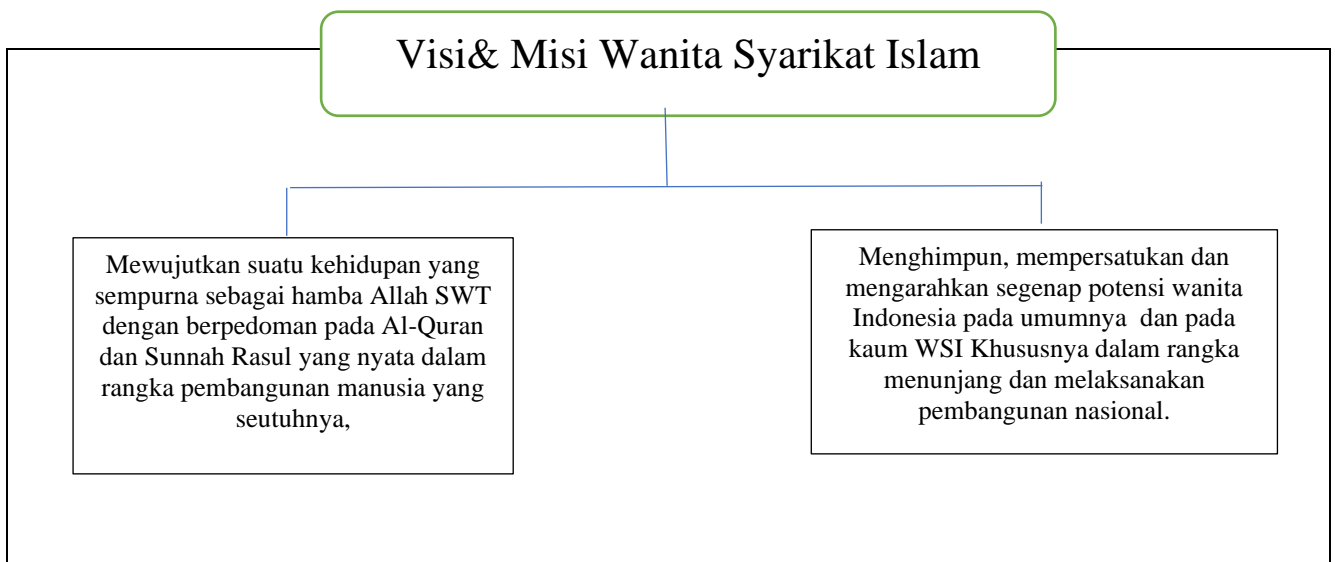 Visi& Misi Wanita Syarikat Islam
Mewujutkan suatu kehidupan yang
sempurna sebagai hamba Allah SWT
dengan berpedoman pada Al-Quran
dan Sunnah Rasul yang nyata dalam
rangka pembangunan manusia yang
seutuhnya,
Menghimpun, mempersatukan dan
mengarahkan segenap potensi wanita
Indonesia pada umumnya dan pada
kaum WSI Khususnya dalam rangka
menunjang dan melaksanakan
pembangunan nasional.